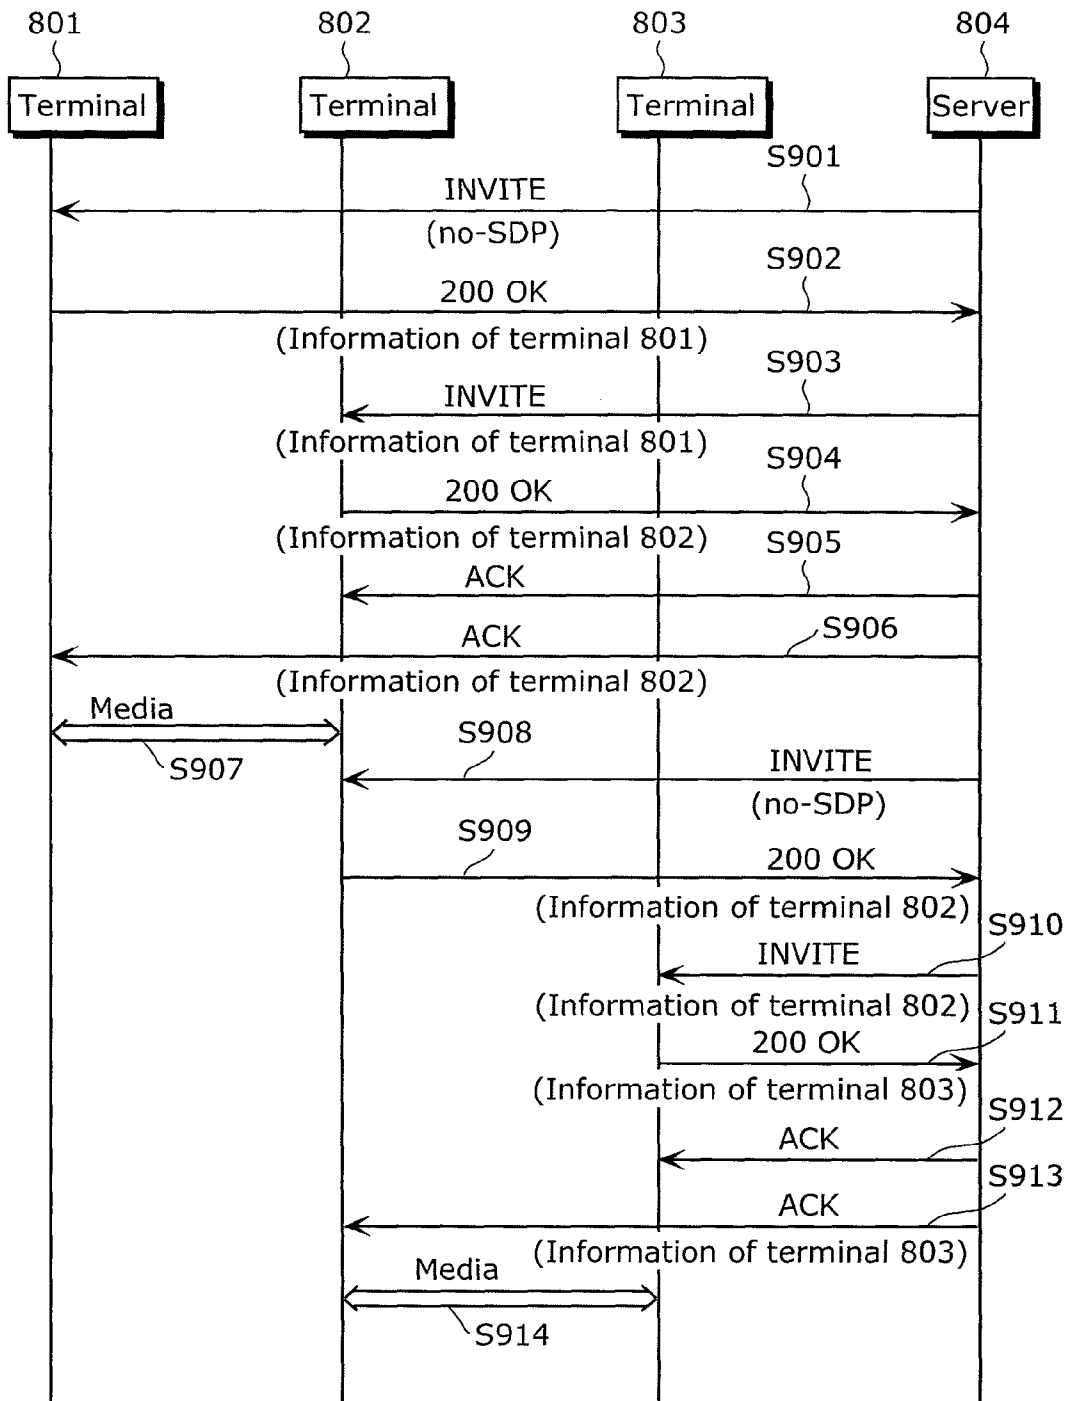 801 802 803 804
Terminal Terminal Terminal Server
S901
INVITE
(no-SDP)
S902
200 OK
(Information of terminal 801)
S903
INVITE
(Information of terminal 801)
S904
200 OK
(Information of terminal 802)
S905
ACK
S906
ACK
(Information of terminal 802)
Media
S907
S908
INVITE
(no-SDP)
S909
200 OK
(Information of terminal 802)
S910
INVITE
(Information of terminal 802)
S911
200 OK
(Information of terminal 803)
S912
ACK
S913
ACK
(Information of terminal 803)
Media
S914